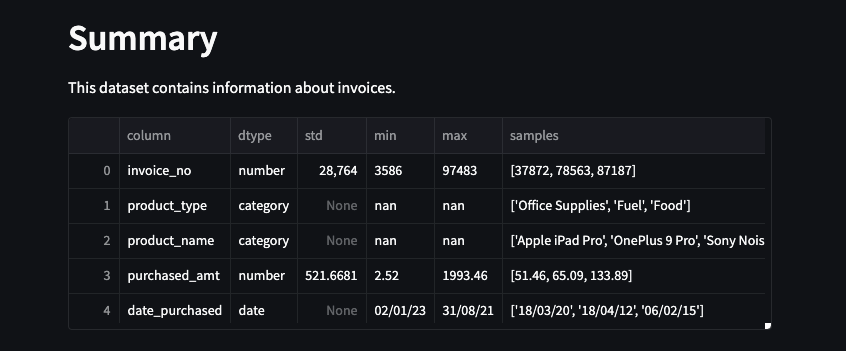 Summary
This dataset contains information about invoices.
column dtype std min max samples
0 invoice_no number 28,764 3586 97483 [37872, 78563, 87187]
1 product_type category None nan nan ['Office Supplies', 'Fuel', 'Food']
2 product_name category None nan nan ['Apple iPad Pro', 'OnePlus 9 Pro', 'Sony Nois
3 purchased_amt number 521.6681 2.52 1993.46 [51.46, 65.09, 133.89]
4 date_purchased date None 02/01/23 31/08/21 ['18/03/20', '18/04/12', '06/02/15']